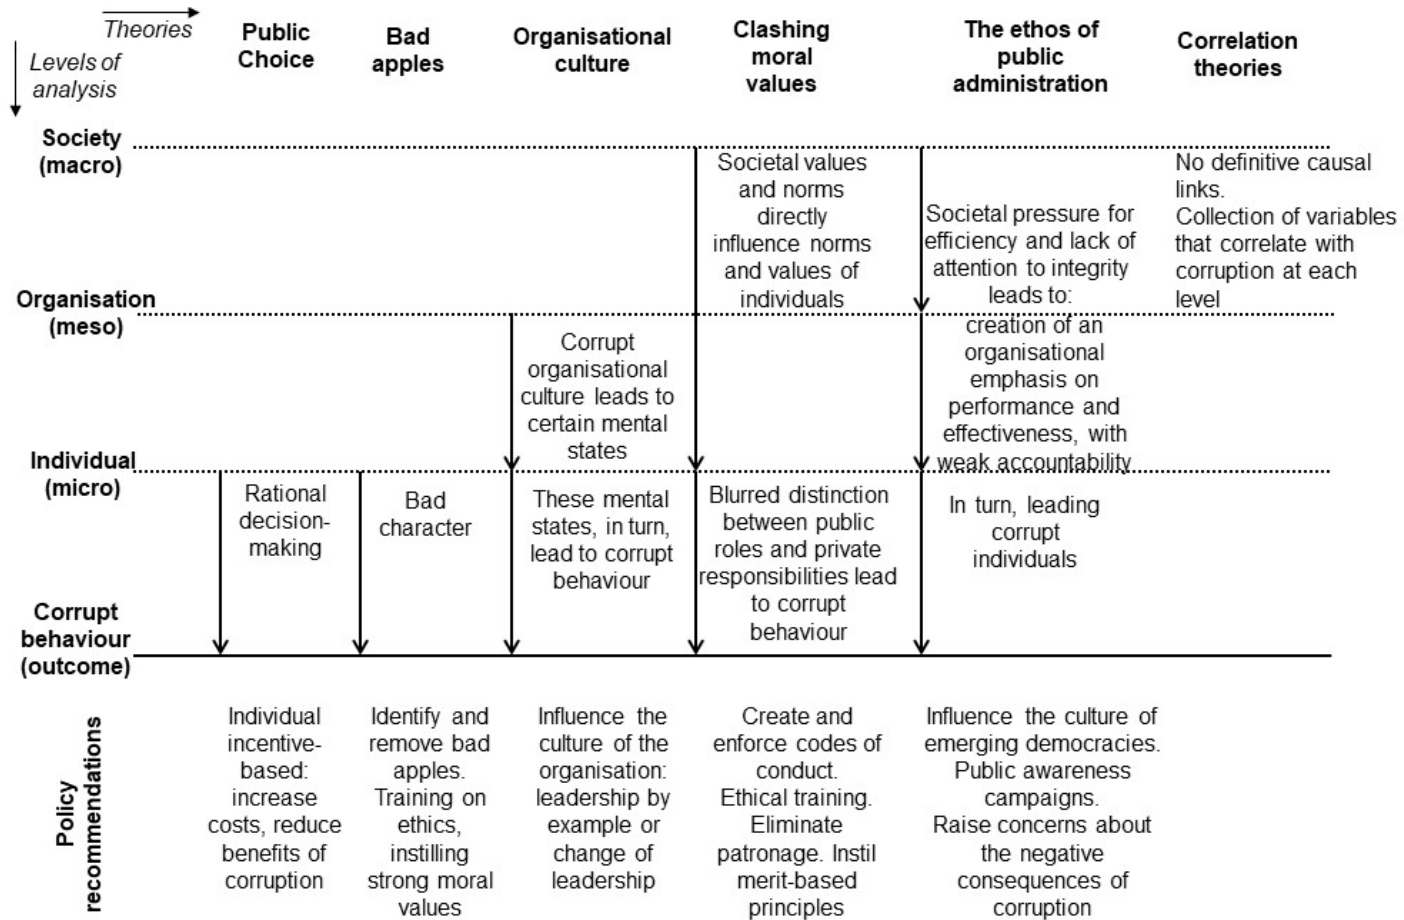 Theories
Levels of
analysis
Public
Choice
Bad
apples
Organisational
culture
Clashing
moral
values
The ethos of
public
administration
Correlation
theories
Society
(macro)
Societal values
and norms
directly
influence norms
and values of
individuals
Societal pressure for
efficiency and lack of
attention to integrity
leads to:
No definitive causal
links.
Collection of variables
that correlate with
corruption at each
level
Organisation
(meso)
Corrupt
organisational
culture leads to
certain mental
states
creation of an
organisational
emphasis on
performance and
effectiveness, with
weak accountability
Individual
(micro)
Rational
decision-
making
Bad
character
These mental
states, in turn,
lead to corrupt
behaviour
Blurred distinction
between public
roles and private
responsibilities lead
to corrupt
behaviour
In turn, leading
corrupt
individuals
Corrupt
behaviour
(outcome)
Policy
recommendations
Individual
incentive-
based:
increase
costs, reduce
benefits of
corruption
Identify and
remove bad
apples.
Training on
ethics,
instilling
strong moral
values
Influence the
culture of the
organisation:
leadership by
example or
change of
leadership
Create and
enforce codes of
conduct.
Ethical training.
Eliminate
patronage. Instil
merit-based
principles
Influence the culture of
emerging democracies.
Public awareness
campaigns.
Raise concerns about
the negative
consequences of
corruption